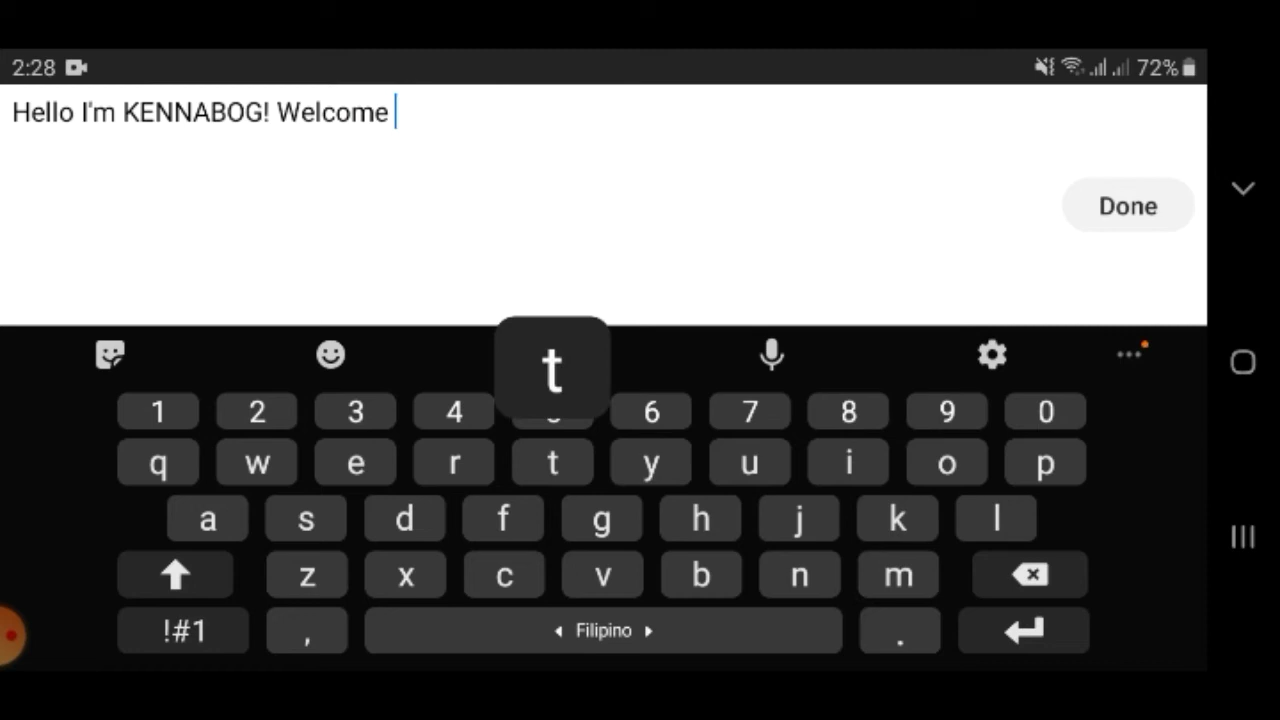 2:28 72%
Hello I'm KENNABOG! Welcome
Done
t
1 2 3 4 6 7 8 9 0
q w e r t y u i o p
a s d f g h j k l
z x c v b n m
!#1 , Filipino .